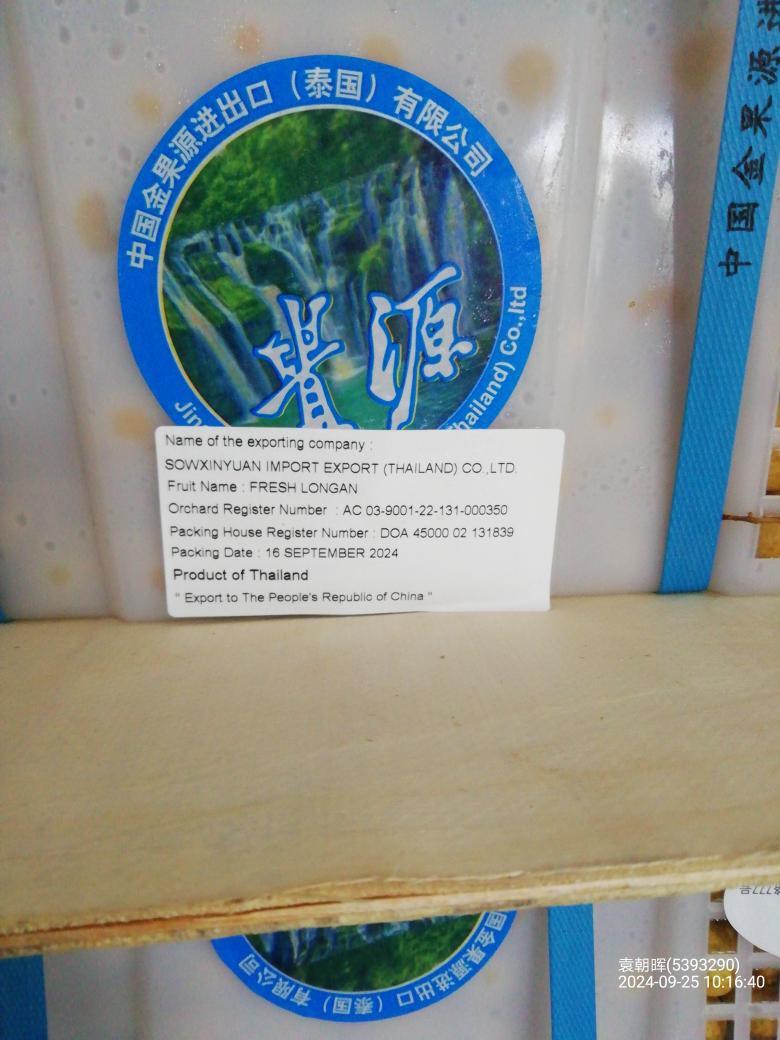 中国金果源进出口（泰国）有限公司
贵源
Jin
Thailand) Co.,ltd
中国金果源进
Name of the exporting company :
SOWXINYUAN IMPORT EXPORT (THAILAND) CO.,LTD.
Fruit Name : FRESH LONGAN
Orchard Register Number : AC 03-9001-22-131-000350
Packing House Register Number : DOA 45000 02 131839
Packing Date : 16 SEPTEMBER 2024
Product of Thailand
" Export to The People's Republic of China "
国金果源进出口（泰国）有限公司
777号
袁朝晖(5393290)
2024-09-25 10:16:40